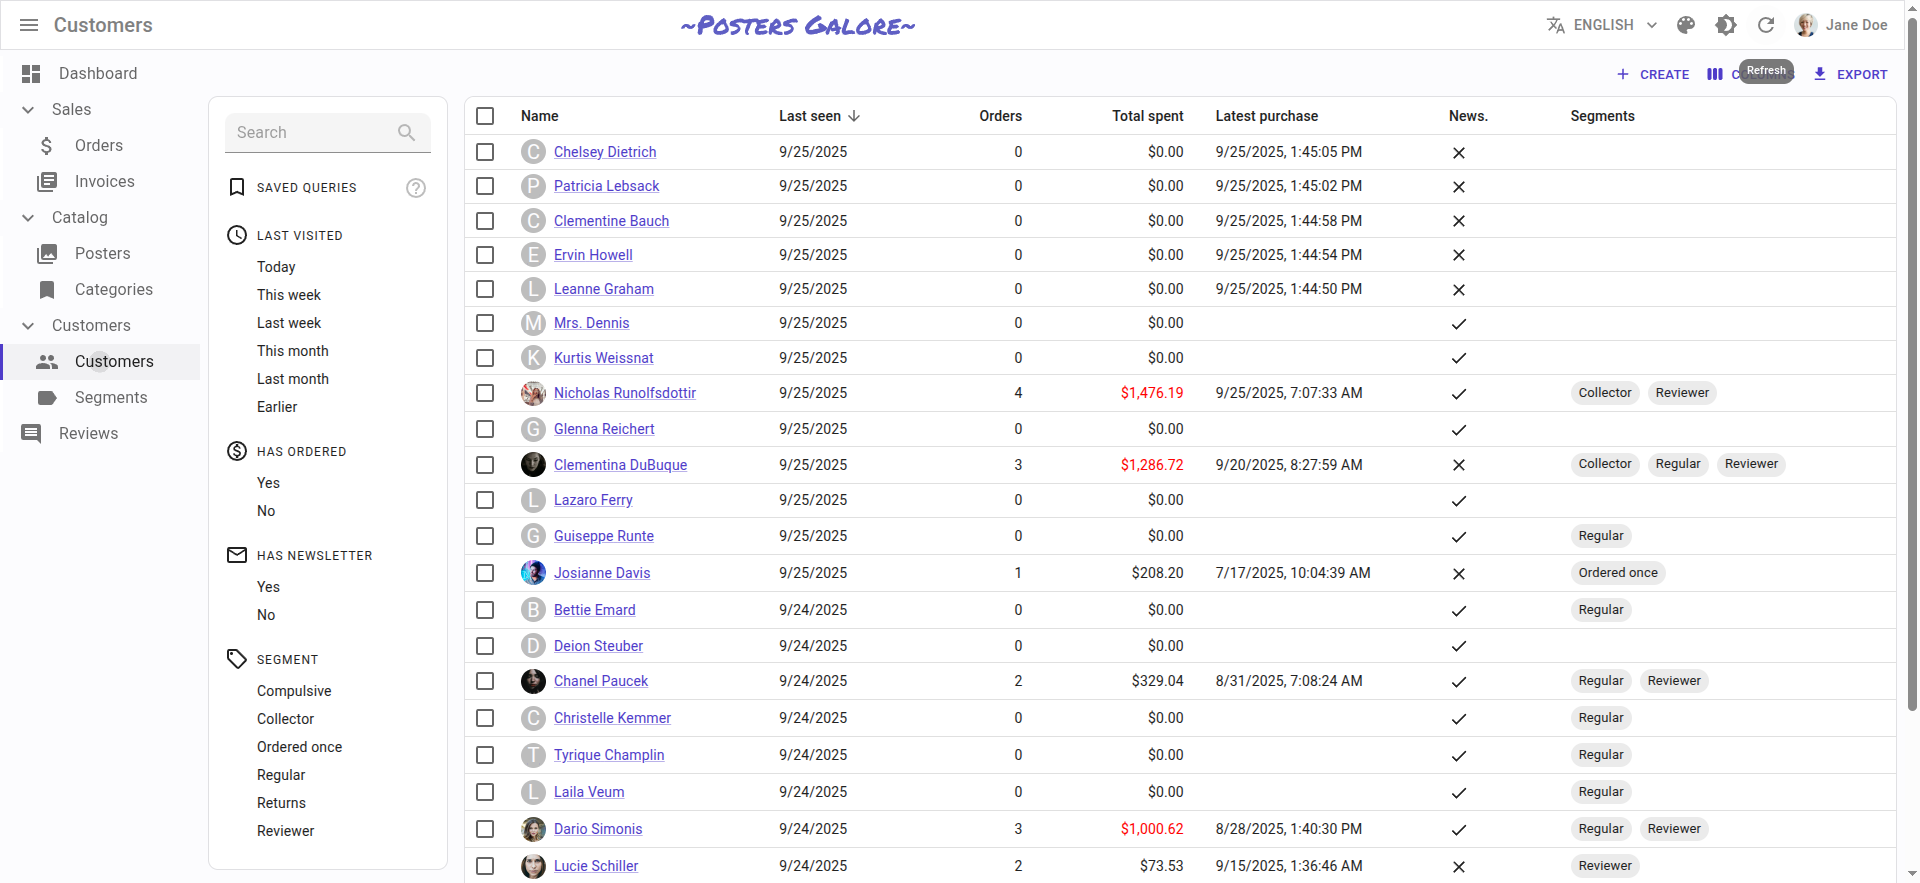 Customers
~Posters Galore~
ENGLISH
Jane Doe
Dashboard
Sales
Orders
Invoices
Catalog
Posters
Categories
Customers
Customers
Segments
Reviews
CREATE
EXPORT
Refresh
Search
SAVED QUERIES
?
LAST VISITED
Today
This week
Last week
This month
Last month
Earlier
HAS ORDERED
Yes
No
HAS NEWSLETTER
Yes
No
SEGMENT
Compulsive
Collector
Ordered once
Regular
Returns
Reviewer
Name Last seen Orders Total spent Latest purchase News. Segments
C Chelsey Dietrich 9/25/2025 0 $0.00 9/25/2025, 1:45:05 PM
P Patricia Lebsack 9/25/2025 0 $0.00 9/25/2025, 1:45:02 PM
C Clementine Bauch 9/25/2025 0 $0.00 9/25/2025, 1:44:58 PM
E Ervin Howell 9/25/2025 0 $0.00 9/25/2025, 1:44:54 PM
L Leanne Graham 9/25/2025 0 $0.00 9/25/2025, 1:44:50 PM
M Mrs. Dennis 9/25/2025 0 $0.00
K Kurtis Weissnat 9/25/2025 0 $0.00
Nicholas Runolfsdottir 9/25/2025 4 $1,476.19 9/25/2025, 7:07:33 AM Collector Reviewer
G Glenna Reichert 9/25/2025 0 $0.00
Clementina DuBuque 9/25/2025 3 $1,286.72 9/20/2025, 8:27:59 AM Collector Regular Reviewer
L Lazaro Ferry 9/25/2025 0 $0.00
G Guiseppe Runte 9/25/2025 0 $0.00 Regular
Josianne Davis 9/25/2025 1 $208.20 7/17/2025, 10:04:39 AM Ordered once
B Bettie Emard 9/24/2025 0 $0.00 Regular
D Deion Steuber 9/24/2025 0 $0.00
Chanel Paucek 9/24/2025 2 $329.04 8/31/2025, 7:08:24 AM Regular Reviewer
C Christelle Kemmer 9/24/2025 0 $0.00 Regular
T Tyrique Champlin 9/24/2025 0 $0.00 Regular
L Laila Veum 9/24/2025 0 $0.00 Regular
Dario Simonis 9/24/2025 3 $1,000.62 8/28/2025, 1:40:30 PM Regular Reviewer
Lucie Schiller 9/24/2025 2 $73.53 9/15/2025, 1:36:46 AM Reviewer